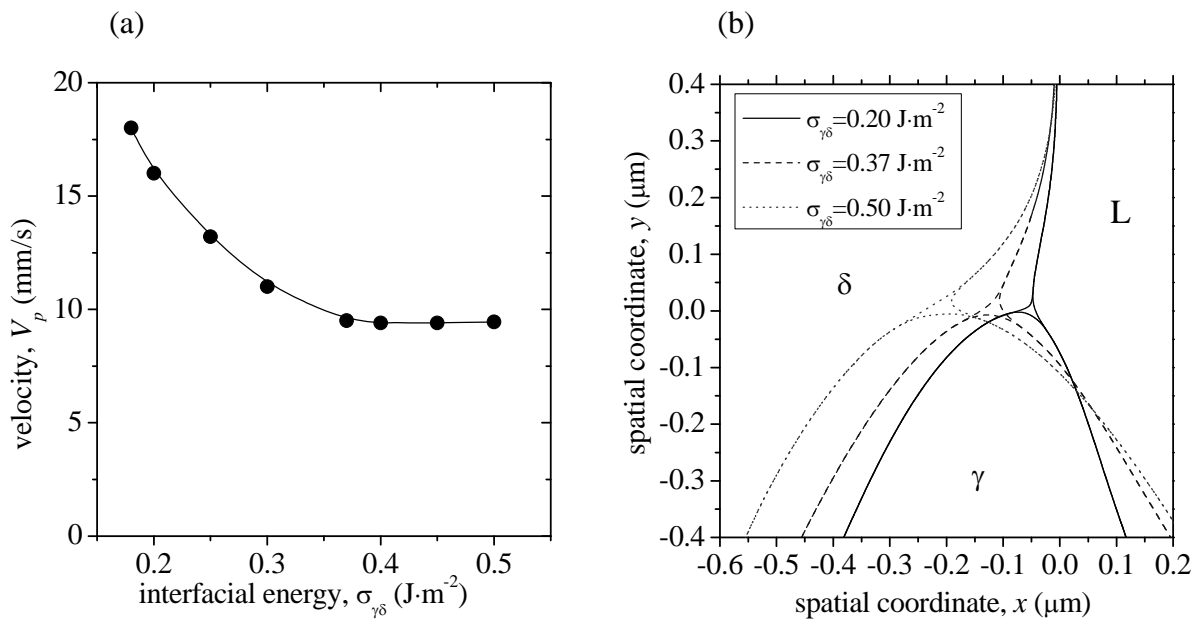 (a)
20
15
10
5
0
velocity, V_p (mm/s)
0.2 0.3 0.4 0.5
interfacial energy, σ_γδ (J·m⁻²)
(b)
0.4
0.3
0.2
0.1
0.0
-0.1
-0.2
-0.3
-0.4
spatial coordinate, y (μm)
σ_γδ=0.20 J·m⁻²
σ_γδ=0.37 J·m⁻²
σ_γδ=0.50 J·m⁻²
L
δ
γ
-0.6 -0.5 -0.4 -0.3 -0.2 -0.1 0.0 0.1 0.2
spatial coordinate, x (μm)